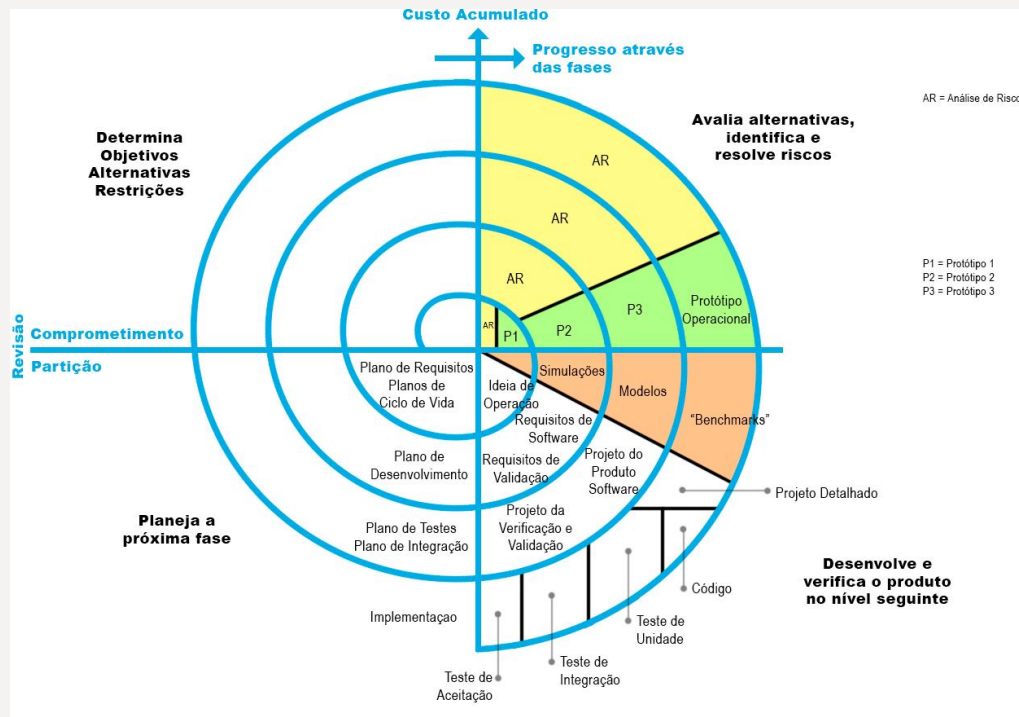 Custo Acumulado
Progresso através
das fases
AR = Análise de Risco
Determina
Objetivos
Alternativas
Restrições
Avalia alternativas,
identifica e
resolve riscos
AR
AR
AR
AR
P1 = Protótipo 1
P2 = Protótipo 2
P3 = Protótipo 3
P1
P2
P3
Protótipo
Operacional
Revisão
Comprometimento
Partição
Plano de Requisitos
Planos de
Ciclo de Vida
Ideia de
Operação
Simulações
Modelos
“Benchmarks”
Requisitos de
Software
Plano de
Desenvolvimento
Requisitos de
Validação
Projeto do
Produto
Software
Projeto Detalhado
Planeja a
próxima fase
Plano de Testes
Plano de Integração
Projeto da
Verificação e
Validação
Desenvolve e
verifica o produto
no nível seguinte
Código
Implementaçao
Teste de
Unidade
Teste de
Integração
Teste de
Aceitação